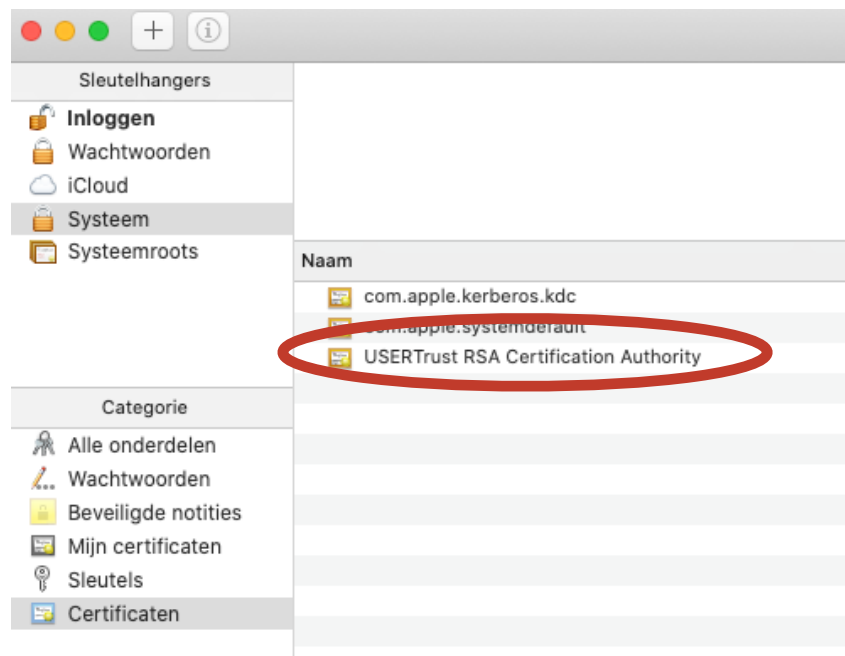 Sleutelhangers
Inloggen
Wachtwoorden
iCloud
Systeem
Systeemroots
Categorie
Alle onderdelen
Wachtwoorden
Beveiligde notities
Mijn certificaten
Sleutels
Certificaten
Naam
com.apple.kerberos.kdc
com.apple.systemdefault
USERTrust RSA Certification Authority